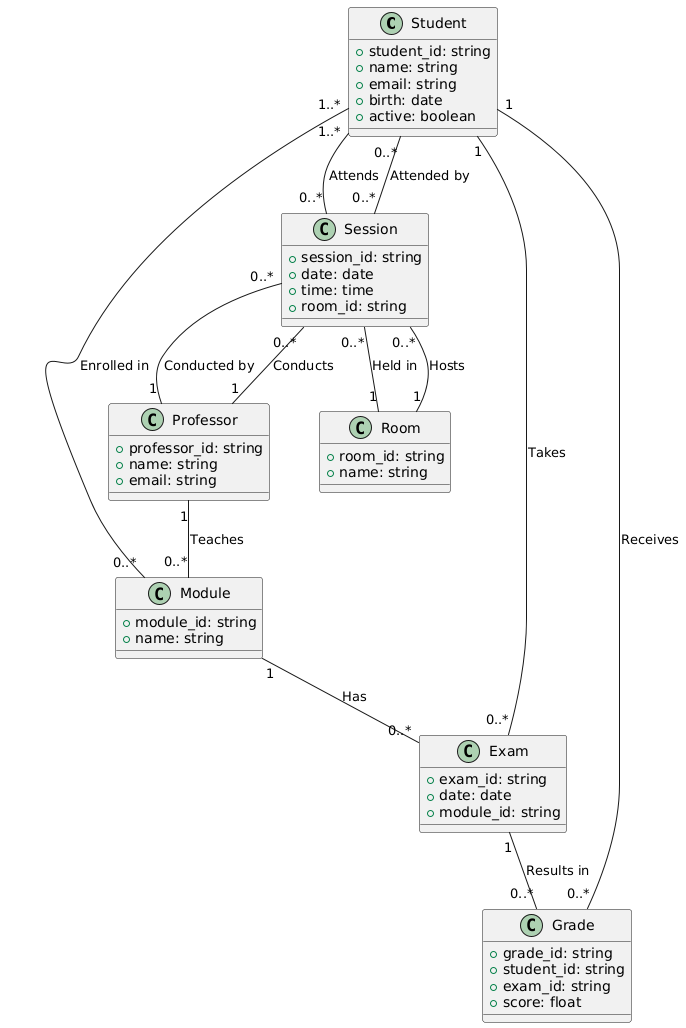 C Student
student_id: string
name: string
email: string
birth: date
active: boolean
1..*
1
1..*
0..*
1
Attends
Attended by
0..*
0..*
C Session
session_id: string
date: date
time: time
room_id: string
0..*
0..*
0..*
0..*
Enrolled in
Conducted by
Conducts
Held in
Hosts
1
1
1
1
C Professor
professor_id: string
name: string
email: string
C Room
room_id: string
name: string
Takes
1
Teaches
Receives
0..*
0..*
C Module
module_id: string
name: string
1
Has
0..*
0..*
C Exam
exam_id: string
date: date
module_id: string
1
Results in
0..*
0..*
C Grade
grade_id: string
student_id: string
exam_id: string
score: float